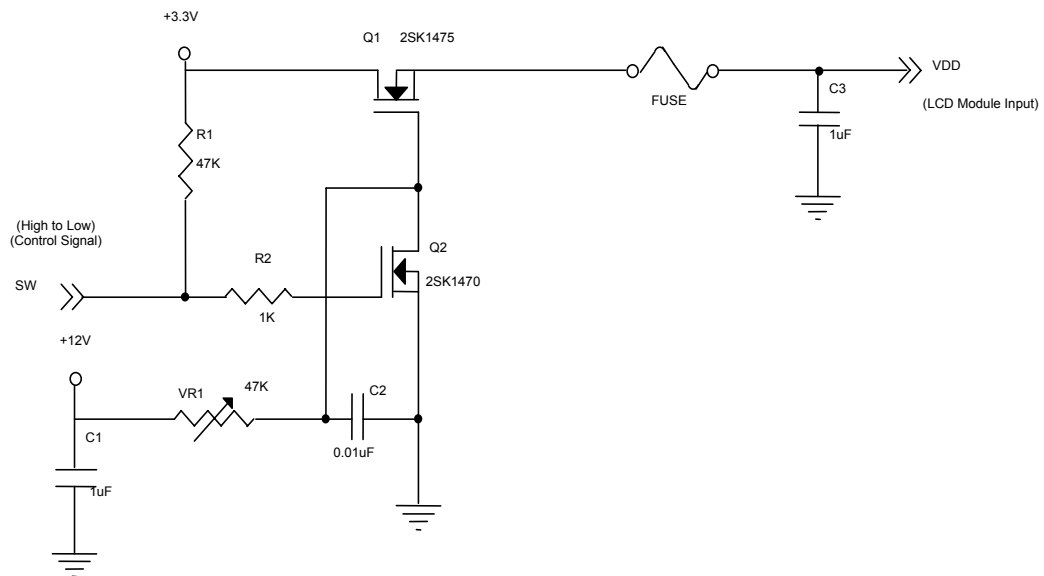 +3.3V
Q1 2SK1475
VDD
FUSE
C3
(LCD Module Input)
R1
1uF
47K
(High to Low)
(Control Signal)
Q2
R2
SW
2SK1470
1K
+12V
VR1
47K
C2
C1
0.01uF
1uF